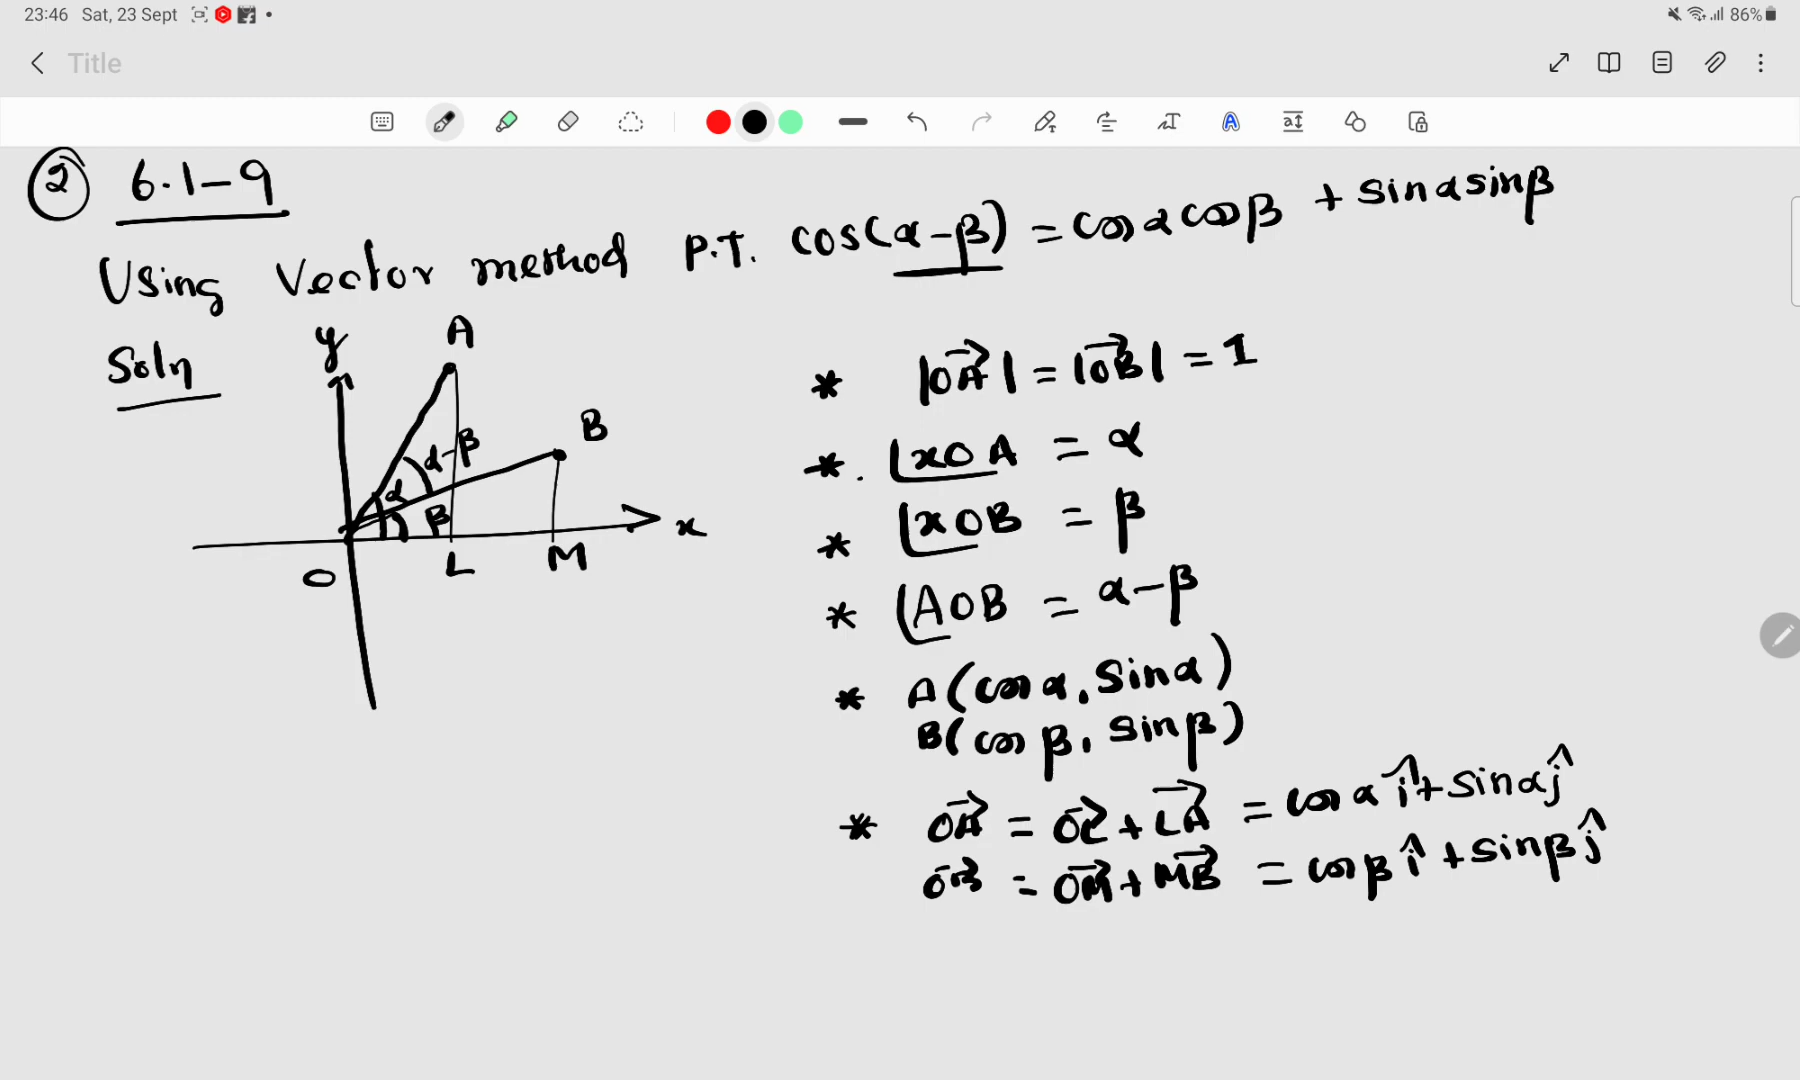 23:46 Sat, 23 Sept 86%
Title
② 6.1-9
Using Vector method P.T. cos(α-β) = cosα cosβ + sinα sinβ
Soln
y
A
B
α-β
α
β
x
O
L
M
* |OA⃗| = |OB⃗| = 1
*. ∠xOA = α
* ∠xOB = β
* ∠AOB = α-β
* A(cosα, sinα)
B(cosβ, sinβ)
* OA⃗ = OL⃗ + LA⃗ = cosα î + sinα ĵ
OB⃗ = OM⃗ + MB⃗ = cosβ î + sinβ ĵ